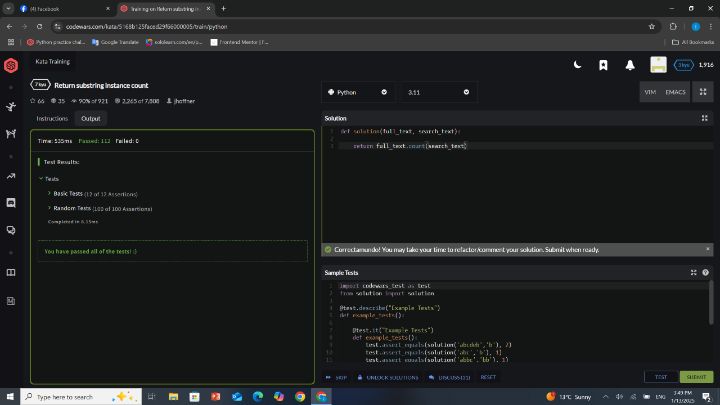 (4) Facebook
Training on Return substring in
codewars.com/kata/5168b125faced29f66000005/train/python
Python practice chal...
Google Translate
sololearn.com/en/p...
Frontend Mentor | F...
All Bookmarks
Kata Training
3 kyu
1,916
7 kyu
Return substring instance count
66
35
90% of 921
2,265 of 7,808
jhoffner
Python
3.11
VIM
EMACS
Instructions
Output
Solution
Time: 535ms Passed: 112 Failed: 0
1 def solution(full_text, search_text):
2
3 return full_text.count(search_text)
Test Results:
Tests
Basic Tests (12 of 12 Assertions)
Random Tests (100 of 100 Assertions)
Completed in 8.15ms
You have passed all of the tests! :)
Correctamundo! You may take your time to refactor/comment your solution. Submit when ready.
Sample Tests
1 import codewars_test as test
2 from solution import solution
3
4 @test.describe("Example Tests")
5 def example_tests():
6
7 @test.it("Example Tests")
8 def example_tests():
9 test.assert_equals(solution('abcdeb','b'), 2)
10 test.assert_equals(solution('abc','b'), 1)
11 test.assert_equals(solution('abbc','bb'), 1)
SKIP
UNLOCK SOLUTIONS
DISCUSS (11)
RESET
TEST
SUBMIT
Type here to search
13°C Sunny
ENG
7:49 PM
1/13/2025